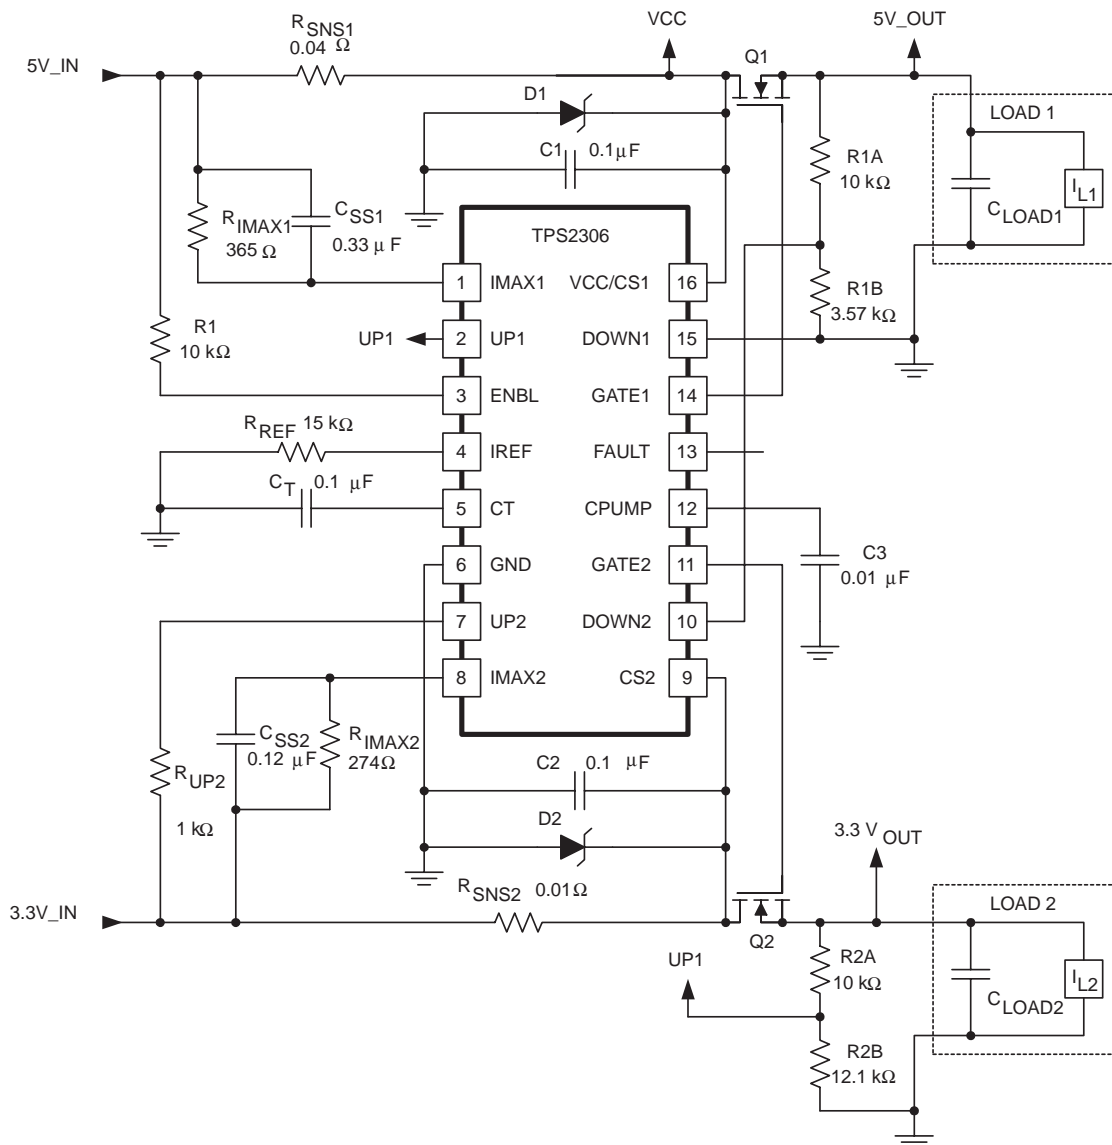 R SNS1
0.04 Ω
5V_IN
VCC
5V_OUT
Q1
D1
C1 0.1 μF
LOAD 1
R1A
10 kΩ
C LOAD1
I L1
R IMAX1
365 Ω
C SS1
0.33 μ F
TPS2306
1 IMAX1
VCC/CS1 16
R1B
3.57 kΩ
R1
10 kΩ
UP1
2 UP1
DOWN1 15
3 ENBL
GATE1 14
R REF 15 kΩ
4 IREF
FAULT 13
C T 0.1 μF
5 CT
CPUMP 12
C3
0.01 μF
6 GND
GATE2 11
7 UP2
DOWN2 10
8 IMAX2
CS2 9
C SS2
0.12 μF
R IMAX2
274Ω
R UP2
1 kΩ
C2 0.1 μF
D2
R SNS2 0.01Ω
3.3V_IN
3.3 V OUT
Q2
LOAD 2
UP1
R2A
10 kΩ
C LOAD2
I L2
R2B
12.1 kΩ